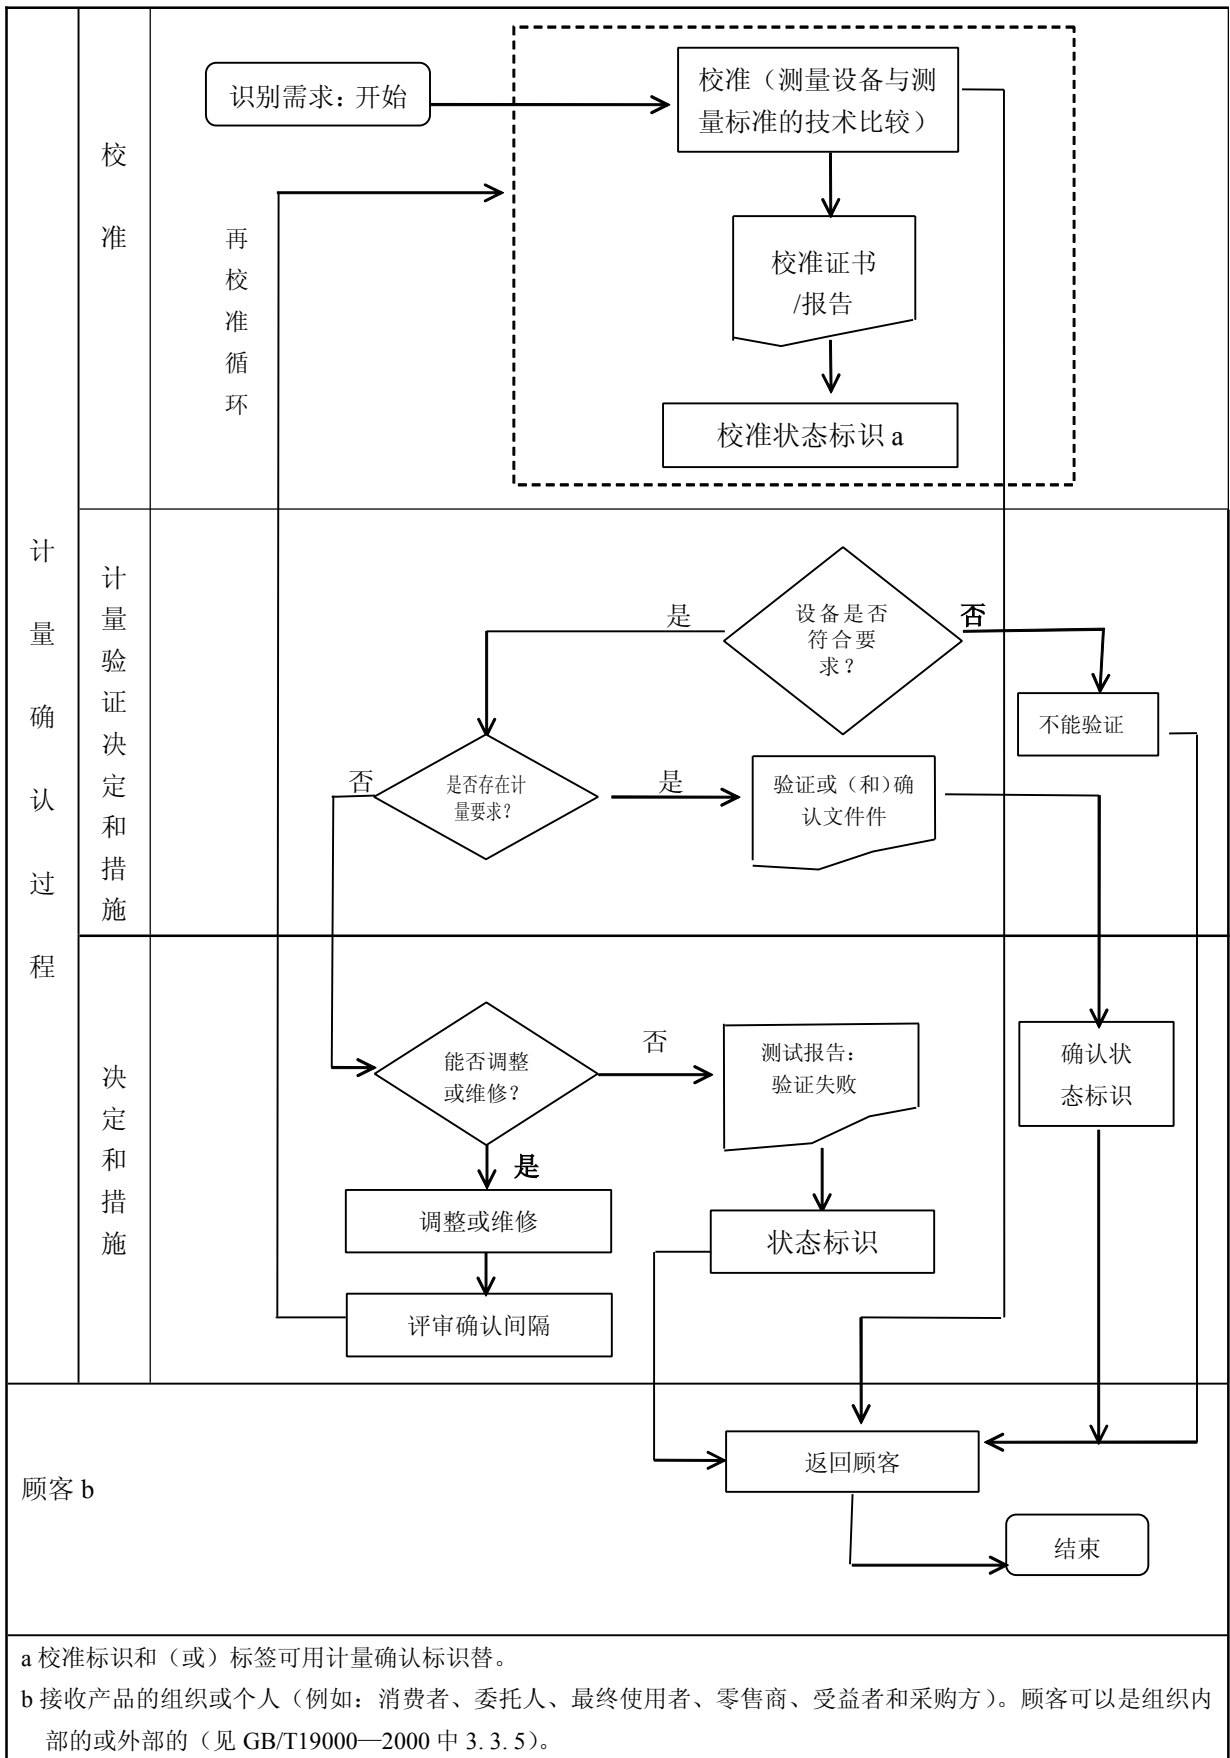 计量确认过程
校准
识别需求：开始
校准（测量设备与测
量标准的技术比较）
再校准循环
校准证书
/报告
校准状态标识 a
计量验证决定和措施
设备是否
符合要
求？
是
否
不能验证
是否存在计
量要求？
否
是
验证或（和）确
认文件件
决定和措施
能否调整
或维修？
否
是
测试报告：
验证失败
确认状
态标识
调整或维修
状态标识
评审确认间隔
顾客 b
返回顾客
结束
a 校准标识和（或）标签可用计量确认标识替。
b 接收产品的组织或个人（例如：消费者、委托人、最终使用者、零售商、受益者和采购方）。顾客可以是组织内
部的或外部的（见 GB/T19000—2000 中 3. 3. 5）。